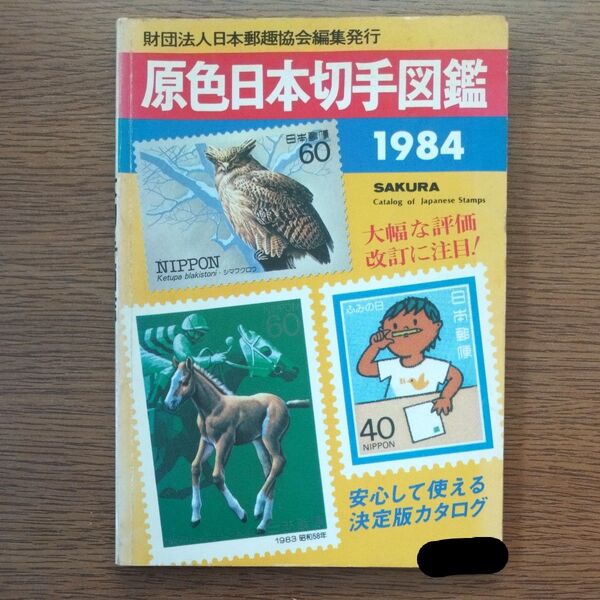 財団法人日本郵趣協会編集発行
原色日本切手図鑑
1984
SAKURA
Catalog of Japanese Stamps
大幅な評価
改訂に注目!
日本郵便
60
NIPPON
Ketupa blakistoni・シマフクロウ
60
1983 昭和58年
ふみの日
日本郵便
40
NIPPON
安心して使える
決定版カタログ